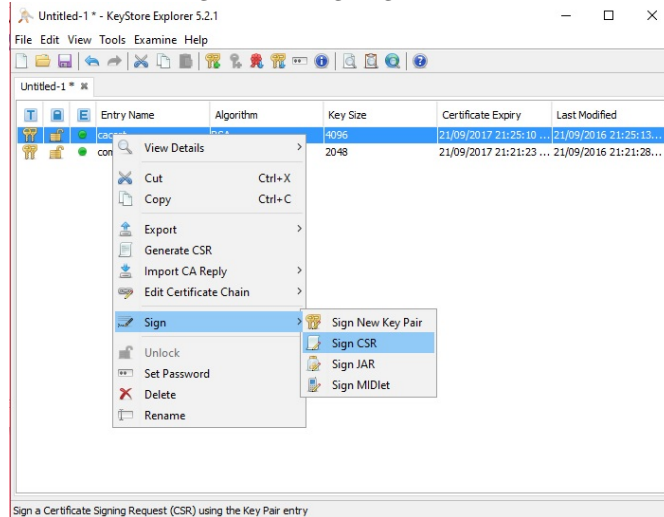 Untitled-1 * - KeyStore Explorer 5.2.1
File Edit View Tools Examine Help
Untitled-1 *
T E Entry Name Algorithm Key Size Certificate Expiry Last Modified
4096 21/09/2017 21:25:10 ... 21/09/2016 21:25:13...
2048 21/09/2017 21:21:23 ... 21/09/2016 21:21:28...
View Details
Cut Ctrl+X
Copy Ctrl+C
Export
Generate CSR
Import CA Reply
Edit Certificate Chain
Sign
Sign New Key Pair
Sign CSR
Sign JAR
Sign MIDlet
Unlock
Set Password
Delete
Rename
Sign a Certificate Signing Request (CSR) using the Key Pair entry